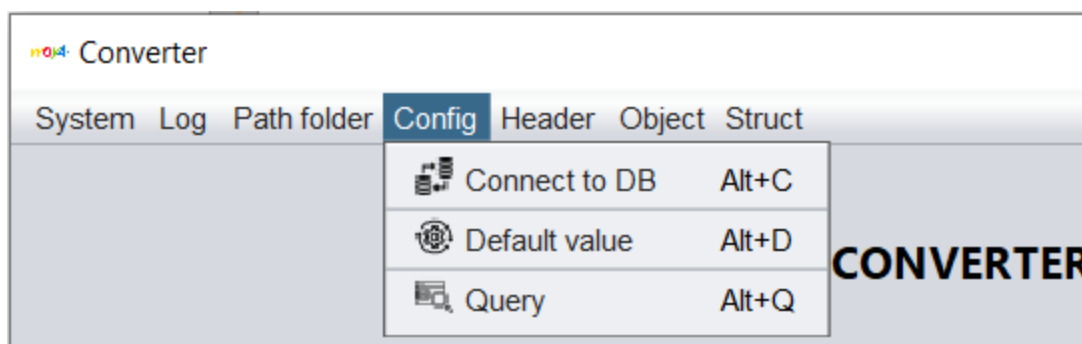 Converter
System Log Path folder Config Header Object Struct
Connect to DB Alt+C
Default value Alt+D
CONVERTER
Query Alt+Q